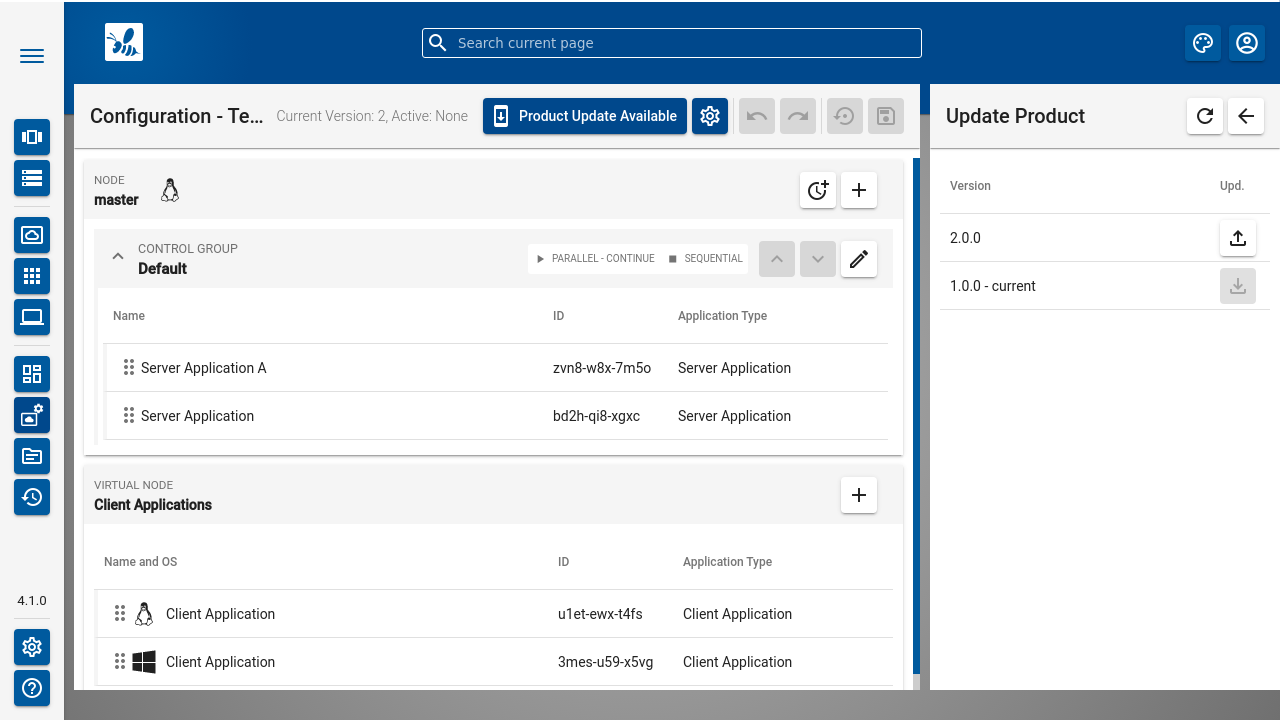 Search current page
Configuration - Te...
Current Version: 2, Active: None
Product Update Available
Update Product
NODE
master
CONTROL GROUP
Default
PARALLEL - CONTINUE
SEQUENTIAL
Name ID Application Type
Server Application A zvn8-w8x-7m5o Server Application
Server Application bd2h-qi8-xgxc Server Application
VIRTUAL NODE
Client Applications
Name and OS ID Application Type
Client Application u1et-ewx-t4fs Client Application
Client Application 3mes-u59-x5vg Client Application
Version Upd.
2.0.0
1.0.0 - current
4.1.0